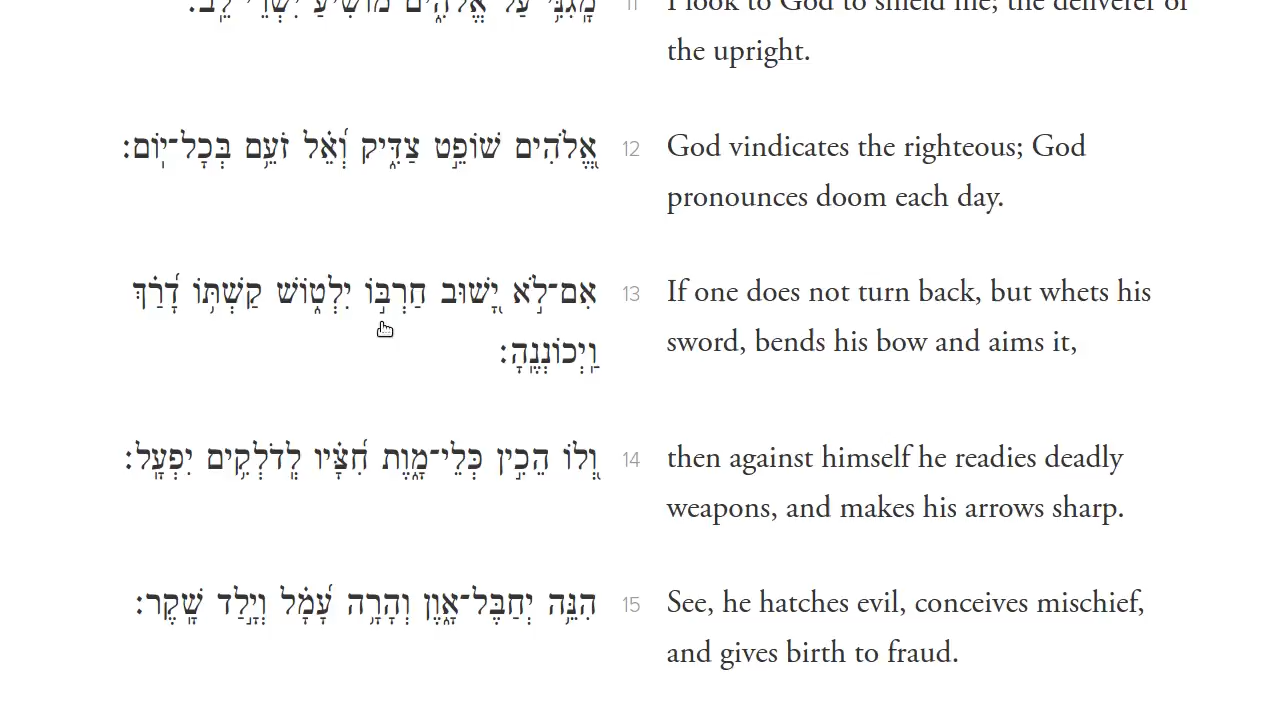 מָֽגִנִּ֥י עַל־אֱלֹהִ֑ים מ֝וֹשִׁ֗יעַ יִשְׁרֵי־לֵֽב׃
11
I look to God to shield me; the deliverer of
the upright.
אֱ֭לֹהִים שׁוֹפֵ֣ט צַדִּ֑יק וְ֝אֵ֗ל זֹעֵ֥ם בְּכׇל־יֽוֹם׃
12
God vindicates the righteous; God
pronounces doom each day.
אִם־לֹ֣א יָ֭שׁוּב חַרְבּ֣וֹ יִלְט֑וֹשׁ קַשְׁתּ֥וֹ דָ֝רַ֗ךְ
וַֽיְכוֹנְנֶֽהָ׃
13
If one does not turn back, but whets his
sword, bends his bow and aims it,
וְ֭לוֹ הֵכִ֣ין כְּלֵי־מָ֑וֶת חִ֝צָּ֗יו לְֽדֹלְקִ֥ים יִפְעָֽל׃
14
then against himself he readies deadly
weapons, and makes his arrows sharp.
הִנֵּ֥ה יְחַבֶּל־אָ֑וֶן וְהָרָ֥ה עָ֝מָ֗ל וְיָ֣לַד שָֽׁקֶר׃
15
See, he hatches evil, conceives mischief,
and gives birth to fraud.